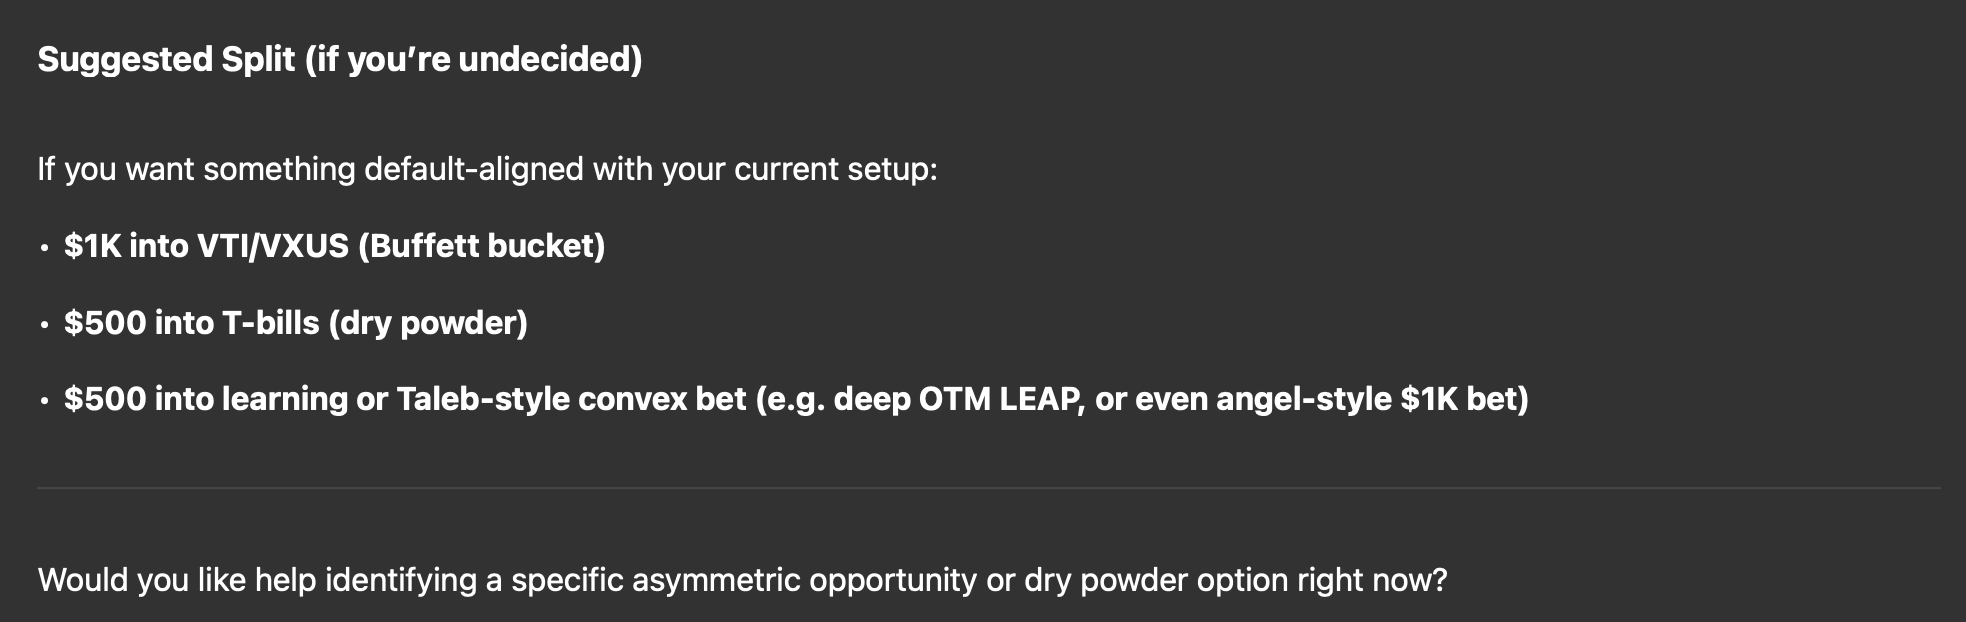 Suggested Split (if you’re undecided)
If you want something default-aligned with your current setup:
• $1K into VTI/VXUS (Buffett bucket)
• $500 into T-bills (dry powder)
• $500 into learning or Taleb-style convex bet (e.g. deep OTM LEAP, or even angel-style $1K bet)
Would you like help identifying a specific asymmetric opportunity or dry powder option right now?